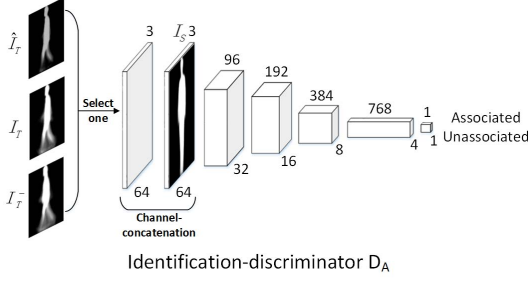 Î_T
I_T
I_T^-
Select
one
3
64
I_S 3
64
96
32
192
16
384
8
768
4
1
1
Associated
Unassociated
Channel-
concatenation
Identification-discriminator D_A